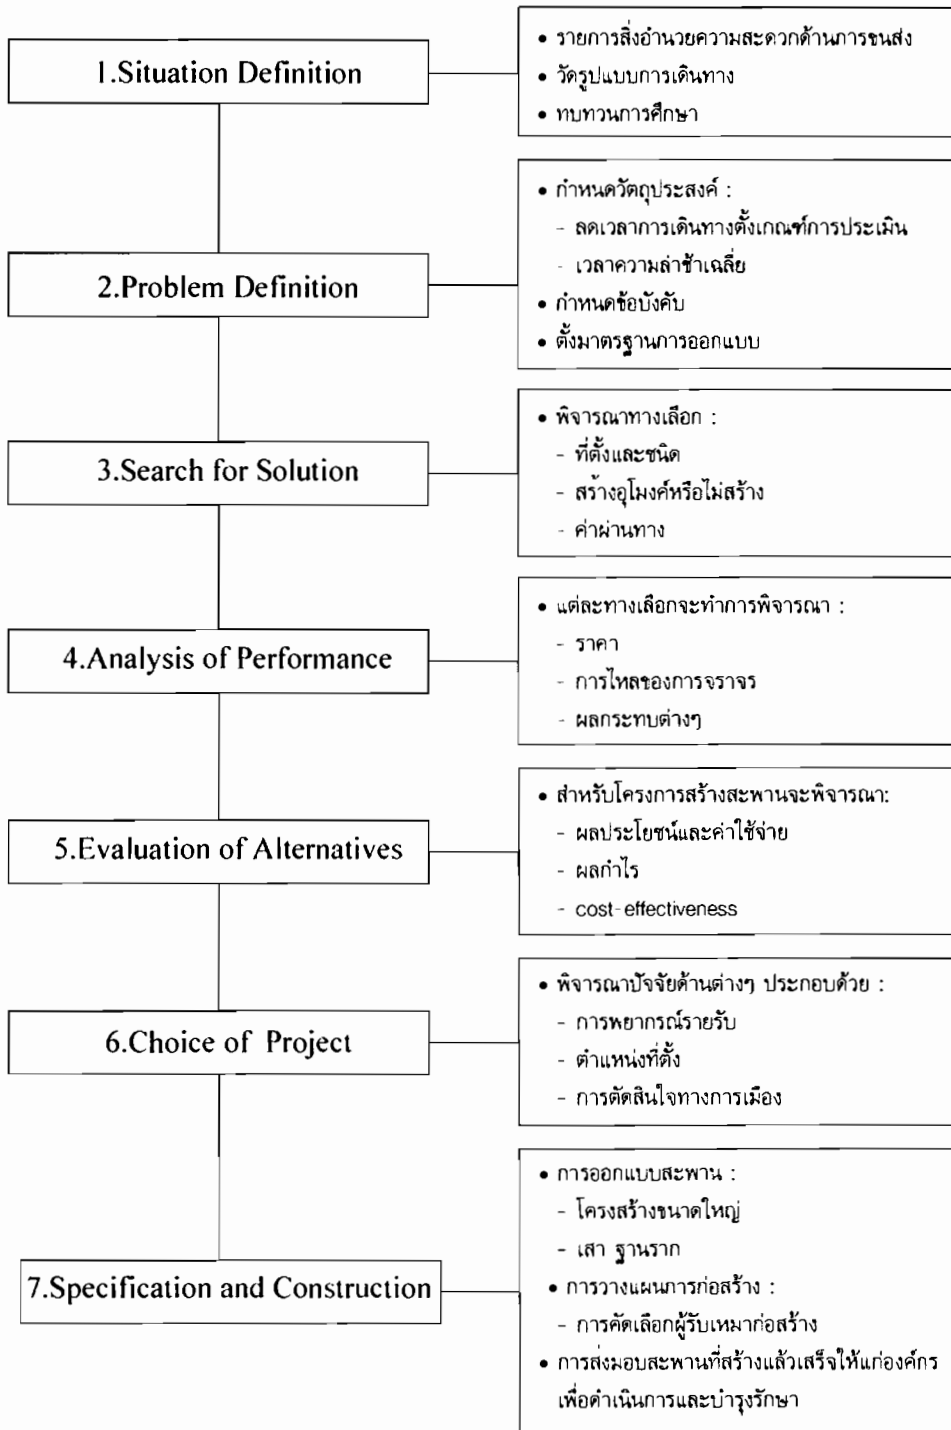 1.Situation Definition
• รายการสิ่งอำนวยความสะดวกด้านการขนส่ง
• วัดรูปแบบการเดินทาง
• ทบทวนการศึกษา
2.Problem Definition
• กำหนดวัตถุประสงค์ :
- ลดเวลาการเดินทางตั้งเกณฑ์การประเมิน
- เวลาความล่าช้าเฉลี่ย
• กำหนดข้อบังคับ
• ตั้งมาตรฐานการออกแบบ
3.Search for Solution
• พิจารณาทางเลือก :
- ที่ตั้งและชนิด
- สร้างอุโมงค์หรือไม่สร้าง
- ค่าผ่านทาง
4.Analysis of Performance
• แต่ละทางเลือกจะทำการพิจารณา :
- ราคา
- การไหลของการจราจร
- ผลกระทบต่างๆ
5.Evaluation of Alternatives
• สำหรับโครงการสร้างสะพานจะพิจารณา:
- ผลประโยชน์และค่าใช้จ่าย
- ผลกำไร
- cost-effectiveness
6.Choice of Project
• พิจารณาปัจจัยด้านต่างๆ ประกอบด้วย :
- การพยากรณ์รายรับ
- ตำแหน่งที่ตั้ง
- การตัดสินใจทางการเมือง
7.Specification and Construction
• การออกแบบสะพาน :
- โครงสร้างขนาดใหญ่
- เสา ฐานราก
• การวางแผนการก่อสร้าง :
- การคัดเลือกผู้รับเหมาก่อสร้าง
• การส่งมอบสะพานที่สร้างแล้วเสร็จให้แก่องค์กร
เพื่อดำเนินการและบำรุงรักษา